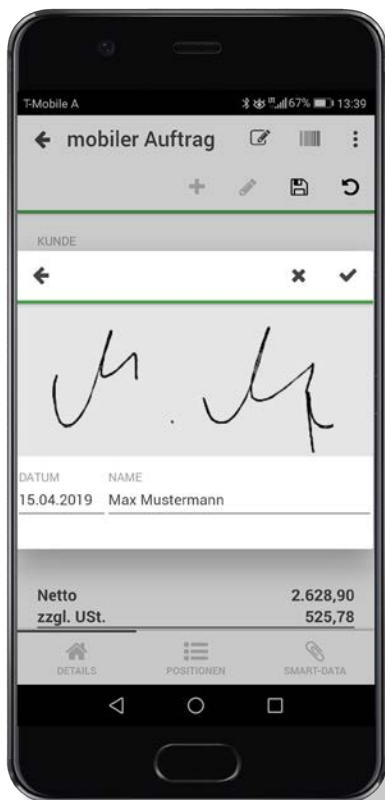 T-Mobile A 67% 13:39
mobiler Auftrag
KUNDE
M. M
DATUM NAME
15.04.2019 Max Mustermann
Netto 2.628,90
zzgl. USt. 525,78
DETAILS POSITIONEN SMART-DATA